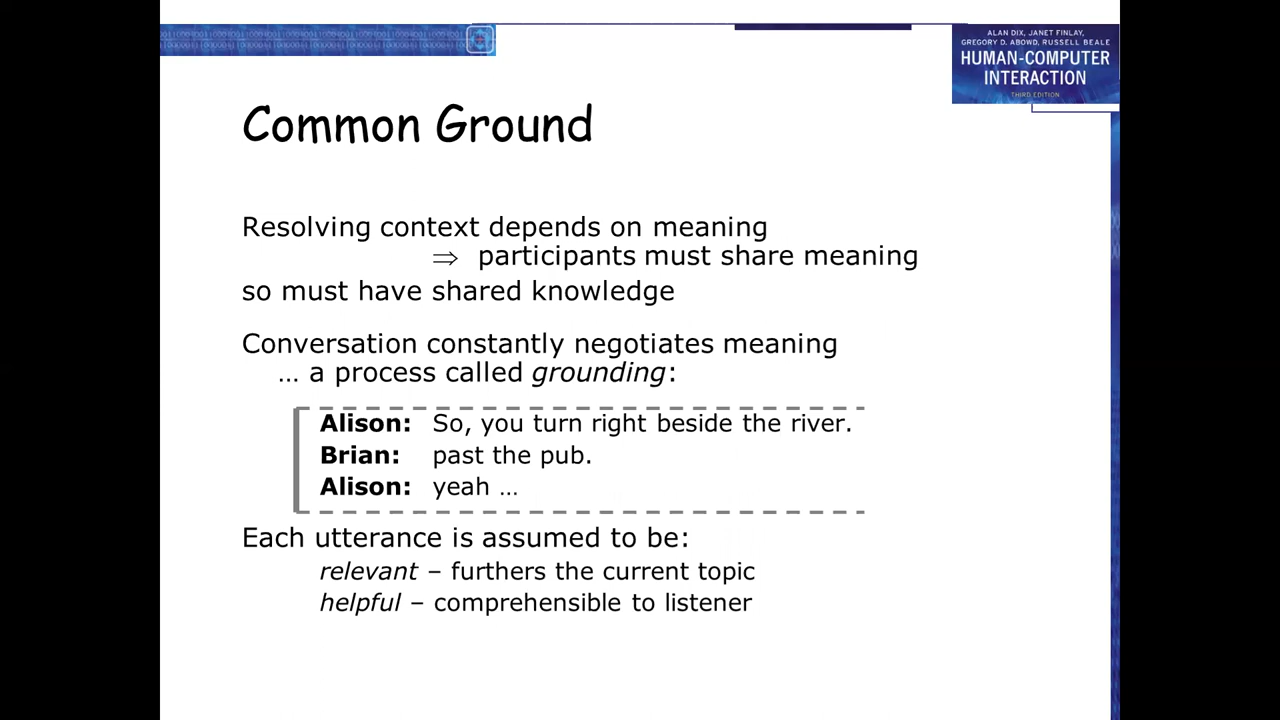 ALAN DIX, JANET FINLAY,
GREGORY D. ABOWD, RUSSELL BEALE
HUMAN-COMPUTER
INTERACTION
THIRD EDITION
Common Ground
Resolving context depends on meaning
⇒ participants must share meaning
so must have shared knowledge
Conversation constantly negotiates meaning
… a process called grounding:
Alison: So, you turn right beside the river.
Brian: past the pub.
Alison: yeah …
Each utterance is assumed to be:
relevant – furthers the current topic
helpful – comprehensible to listener